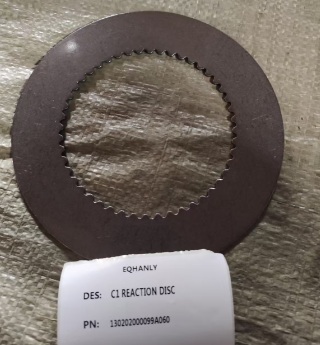 EQHANLY
DES: C1 REACTION DISC
PN: 130202000099A060